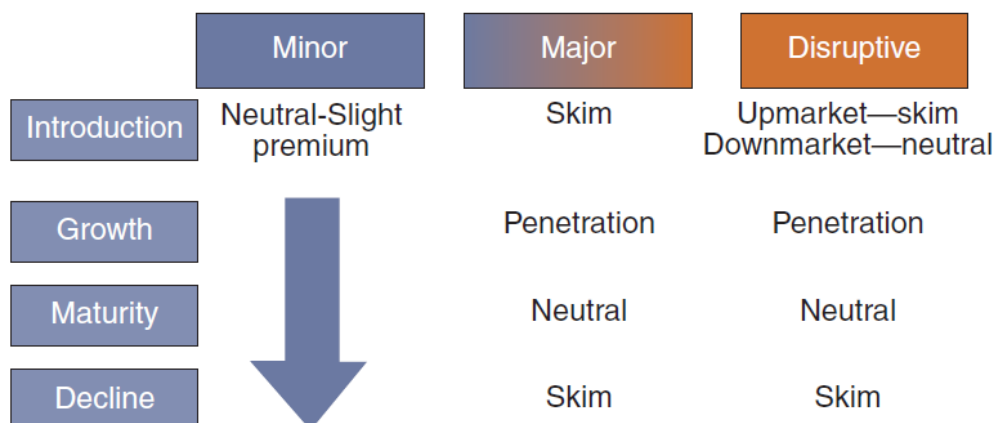 Minor
Major
Disruptive
Introduction
Neutral-Slight
premium
Skim
Upmarket—skim
Downmarket—neutral
Growth
Penetration
Penetration
Maturity
Neutral
Neutral
Decline
Skim
Skim